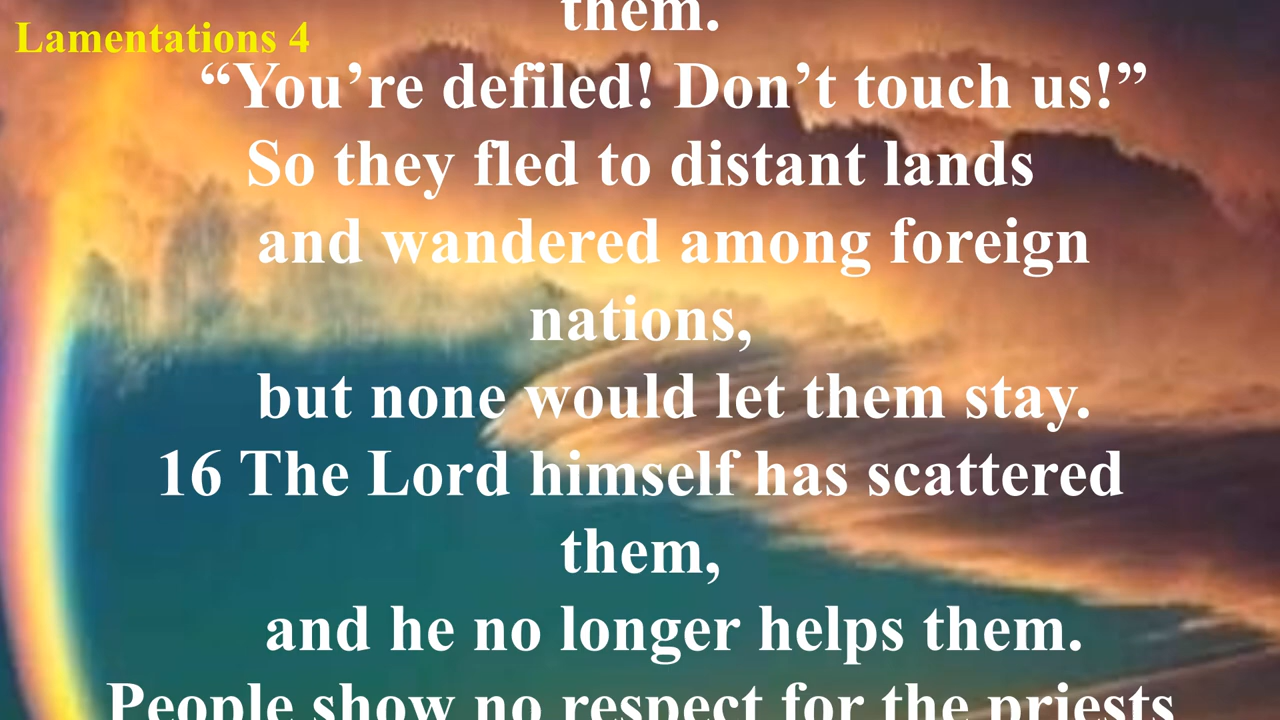 Lamentations 4
them.
“You’re defiled! Don’t touch us!”
So they fled to distant lands
and wandered among foreign
nations,
but none would let them stay.
16 The Lord himself has scattered
them,
and he no longer helps them.
People show no respect for the priests